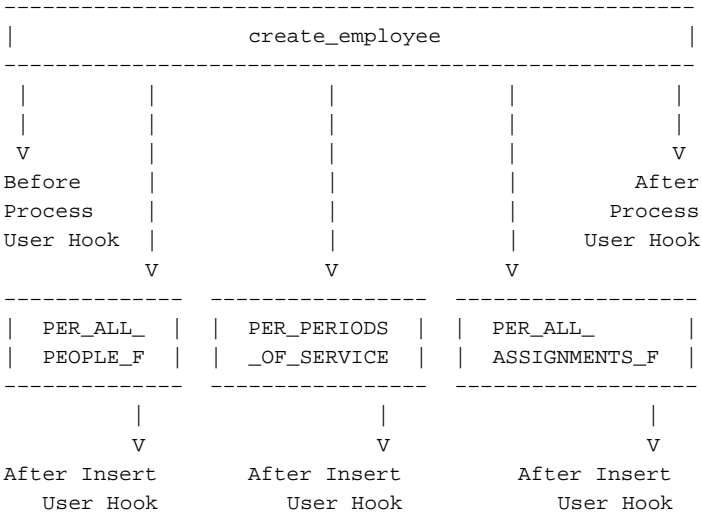 create_employee
Before After
Process Process
User Hook User Hook
PER_ALL_ PER_PERIODS PER_ALL_
PEOPLE_F _OF_SERVICE ASSIGNMENTS_F
After Insert After Insert After Insert
User Hook User Hook User Hook